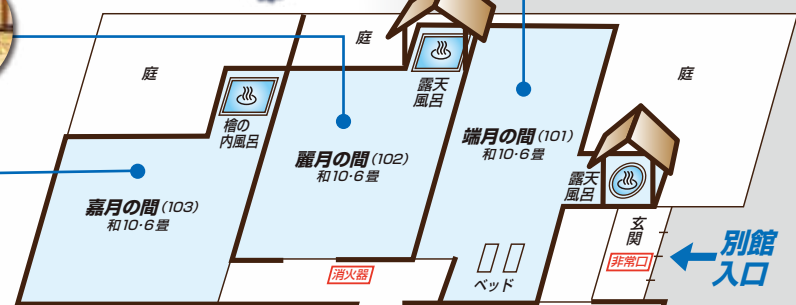 庭
庭
庭
檜の
内風呂
露天
風呂
端月の間(101)
和10・6畳
麗月の間(102)
和10・6畳
嘉月の間(103)
和10・6畳
露天
風呂
玄関
非常口
別館
入口
消火器
ベッド